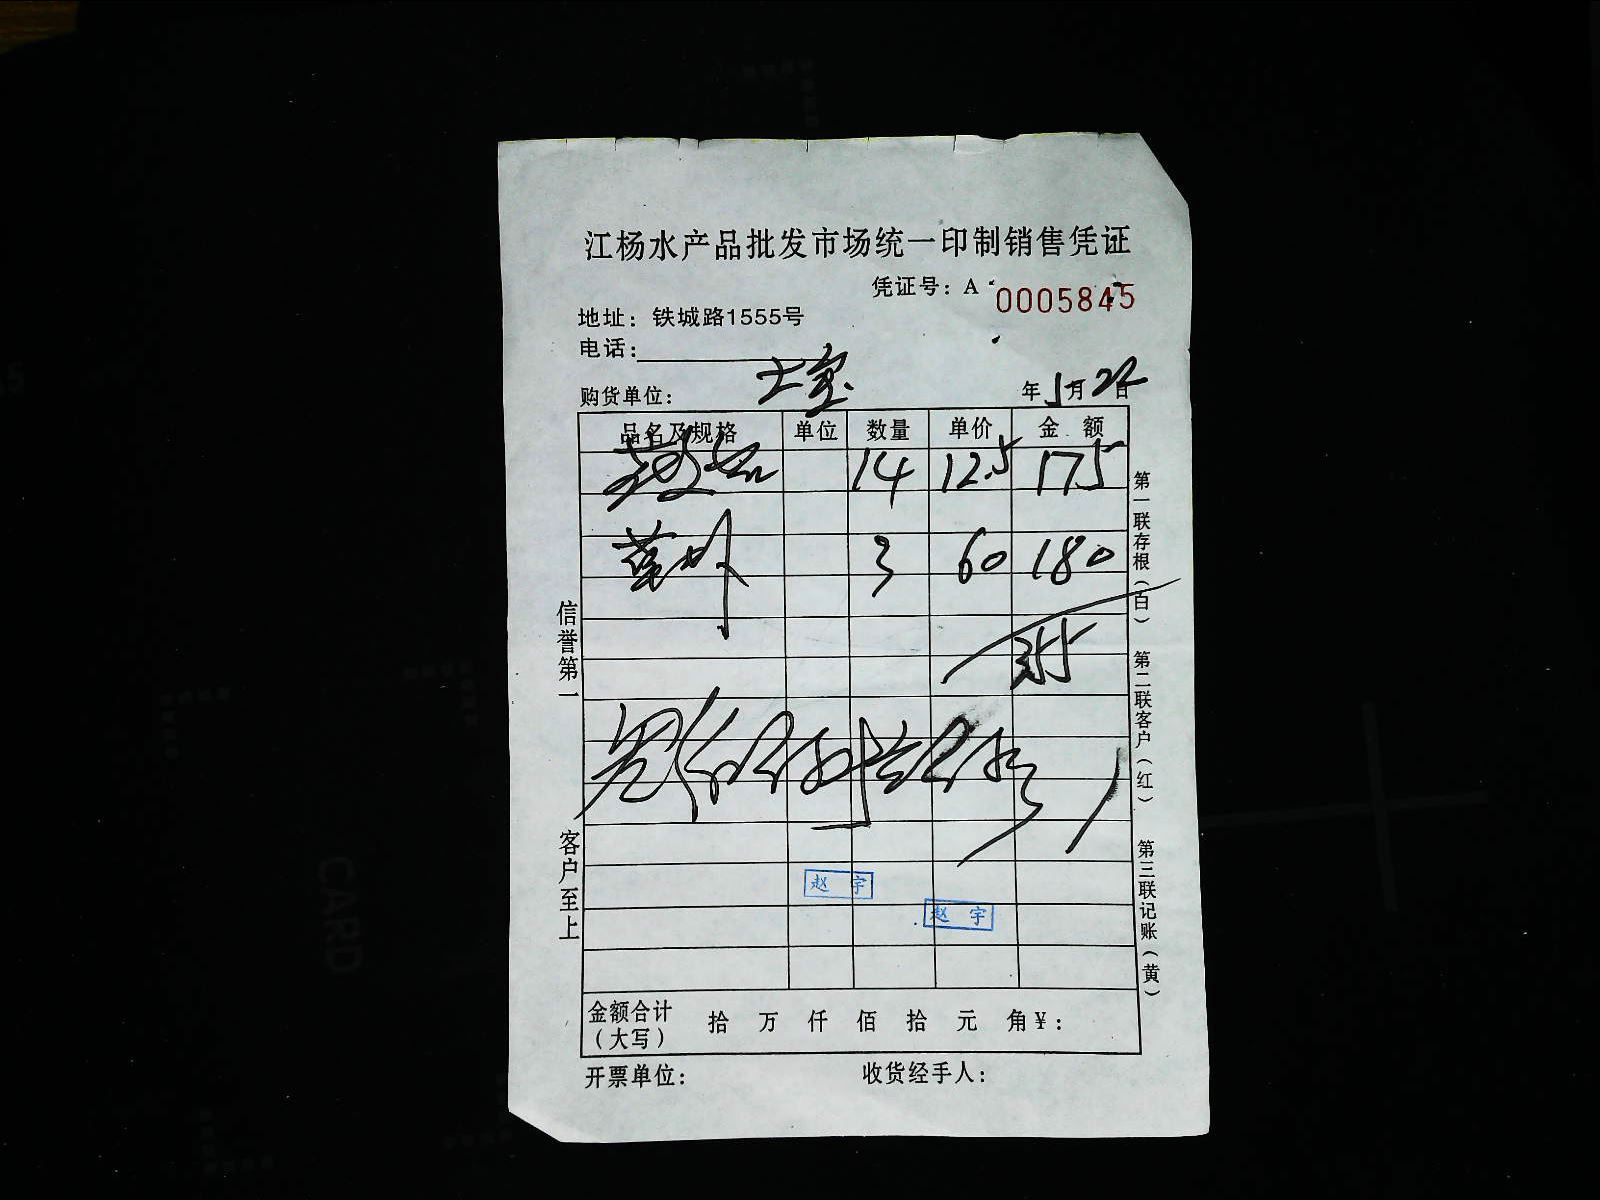 江杨水产品批发市场统一印制销售凭证
凭证号：A 0005845
地址：铁城路1555号
电话：
购货单位： 年 5月22日
品名及规格 单位 数量 单价 金 额
14 12.5 175
3 60 180
355
赵 宇
赵 宇
金额合计（大写） 拾 万 仟 佰 拾 元 角¥：
开票单位： 收货经手人：
信誉第一
客户至上
第一联存根（白）
第二联客户（红）
第三联记账（黄）